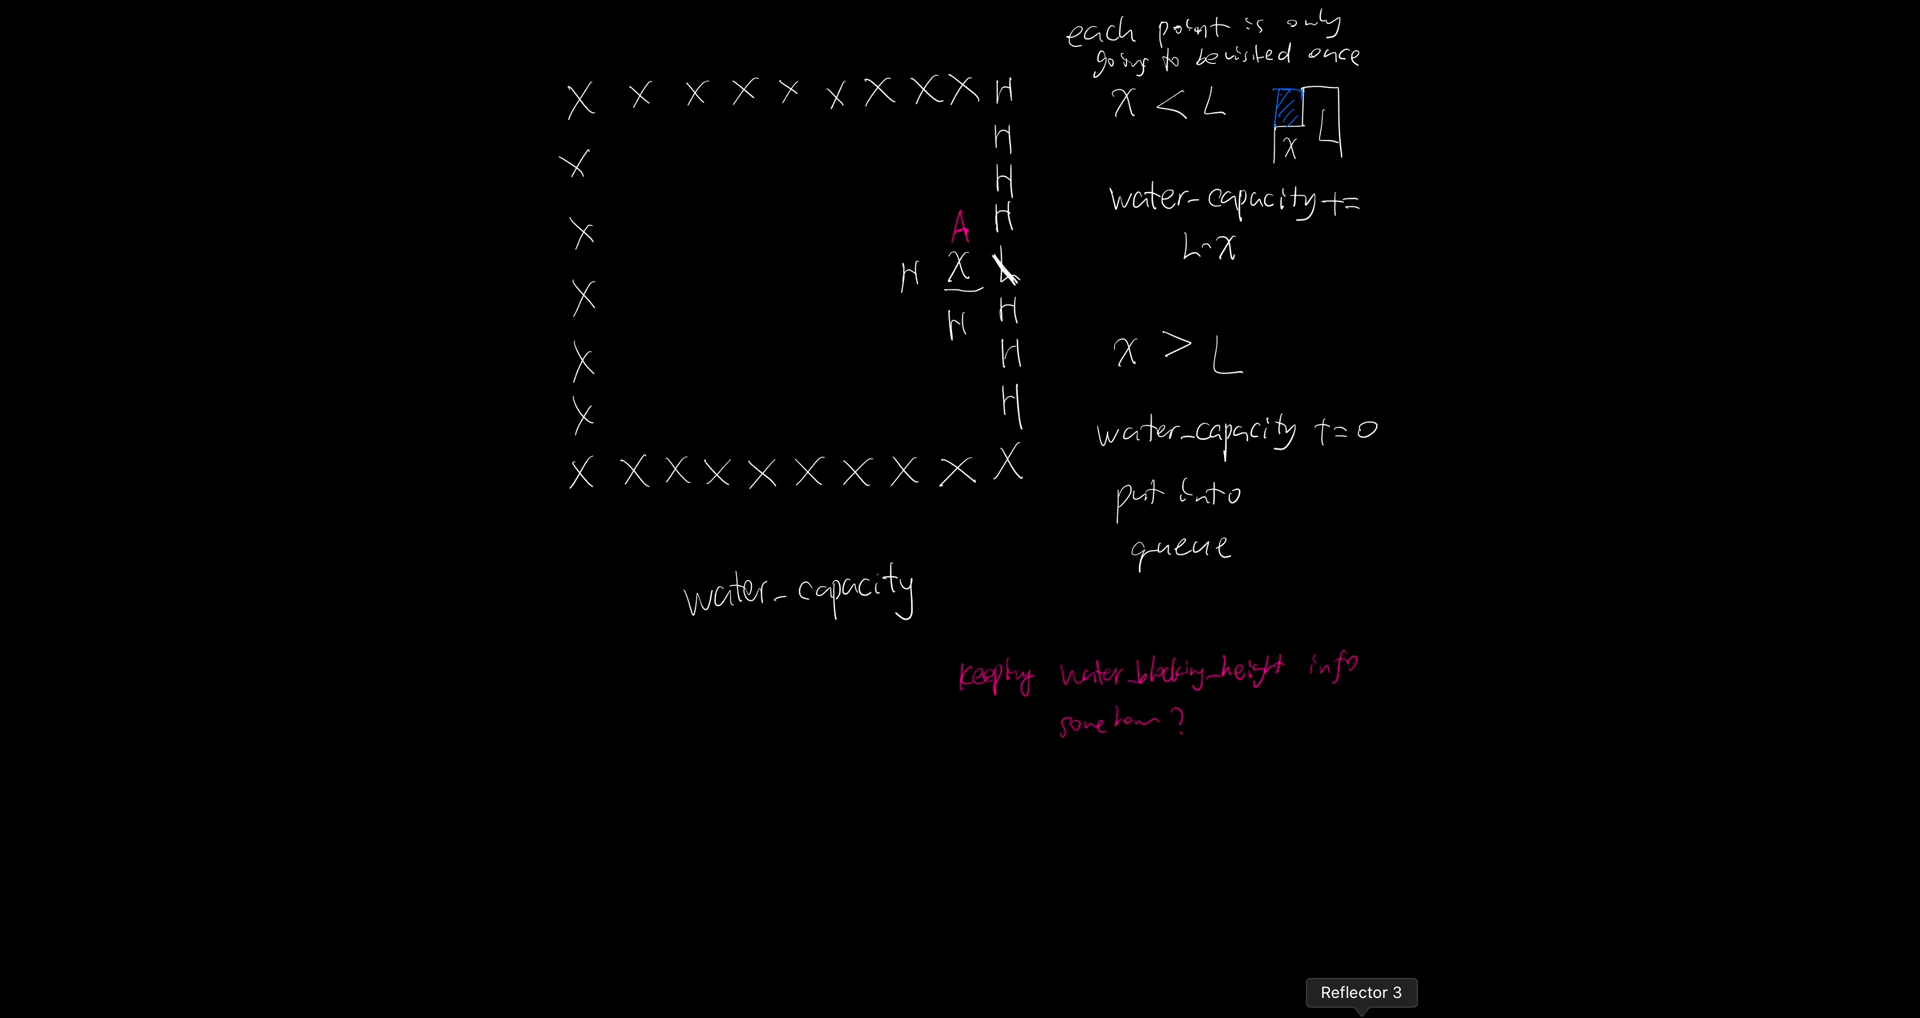 each point is only
going to be visited once
X X X X X X X X X H
X < L
X L
H
X
H
water_capacity +=
A H
X
L-X
H X L
X
H H
X > L
X H
H
X
water_capacity += 0
X X X X X X X X X X
put into
queue
water_capacity
Keeping water_blocking_height info
somehow?
Reflector 3